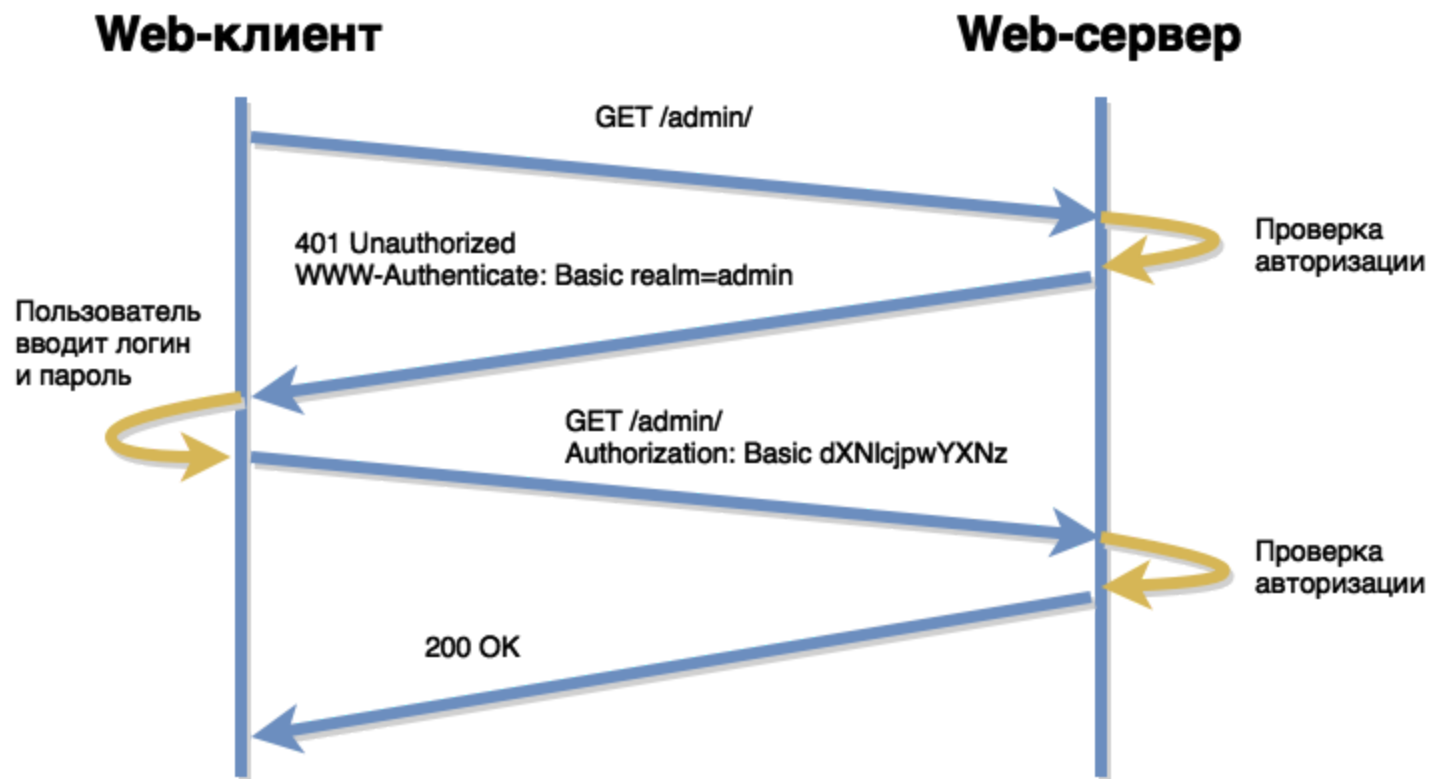 Web-клиент
Web-сервер
GET /admin/
Проверка
авторизации
401 Unauthorized
WWW-Authenticate: Basic realm=admin
Пользователь
вводит логин
и пароль
GET /admin/
Authorization: Basic dXNlcjpwYXNz
Проверка
авторизации
200 OK